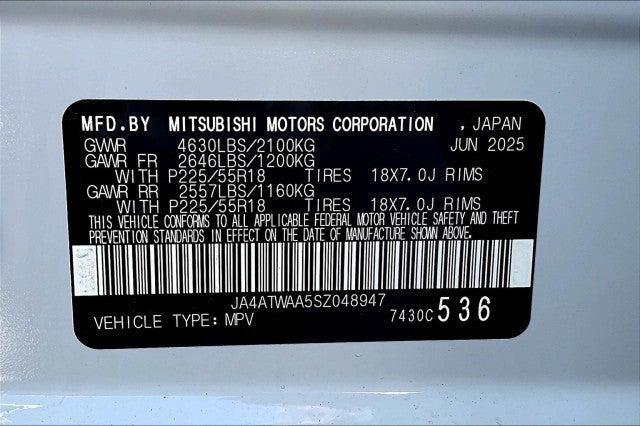 MFD.BY MITSUBISHI MOTORS CORPORATION , JAPAN
GVWR 4630LBS/2100KG JUN 2025
GAWR FR 2646LBS/1200KG
WITH P225/55R18 TIRES 18X7.0J RIMS
GAWR RR 2557LBS/1160KG
WITH P225/55R18 TIRES 18X7.0J RIMS
THIS VEHICLE CONFORMS TO ALL APPLICABLE FEDERAL MOTOR VEHICLE SAFETY AND THEFT
PREVENTION STANDARDS IN EFFECT ON THE DATE OF MANUFACTURE SHOWN ABOVE.
JA4ATWAA5SZ048947
VEHICLE TYPE: MPV 7430C 536